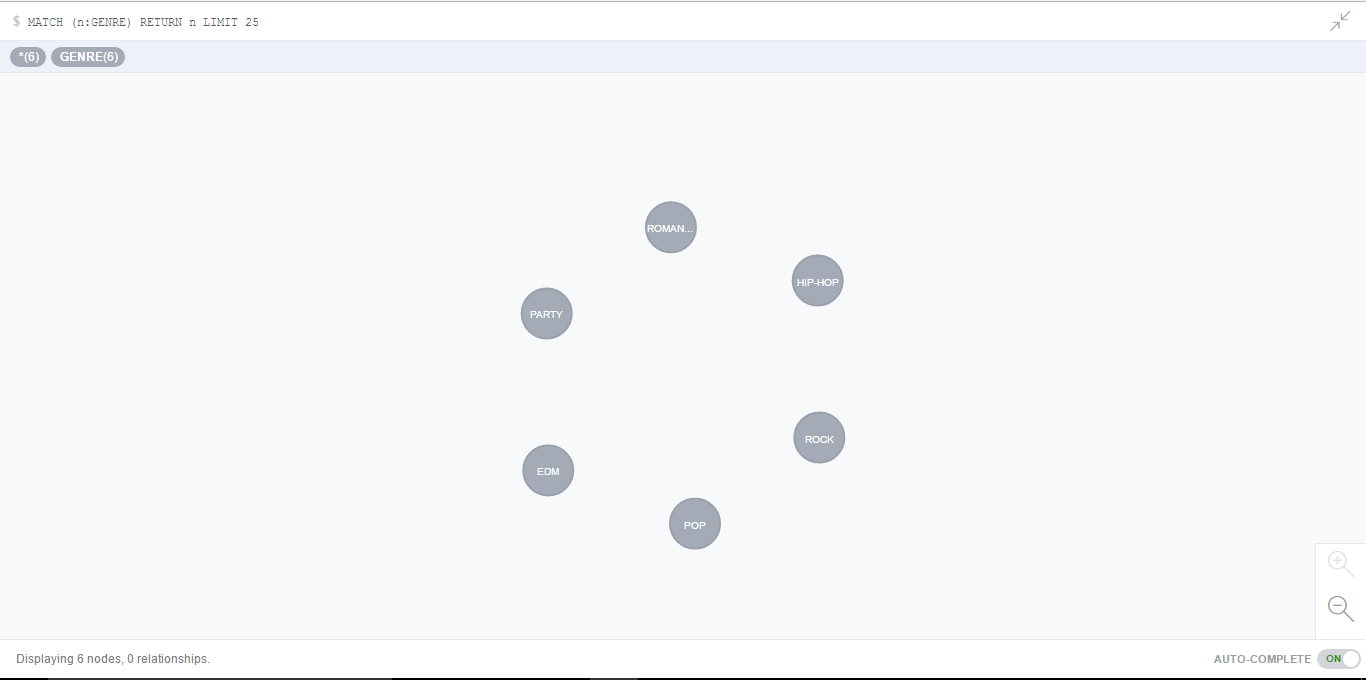 $ MATCH (n:GENRE) RETURN n LIMIT 25
*(6) GENRE(6)
ROMAN...
HIP-HOP
PARTY
ROCK
EDM
POP
Displaying 6 nodes, 0 relationships.
AUTO-COMPLETE ON